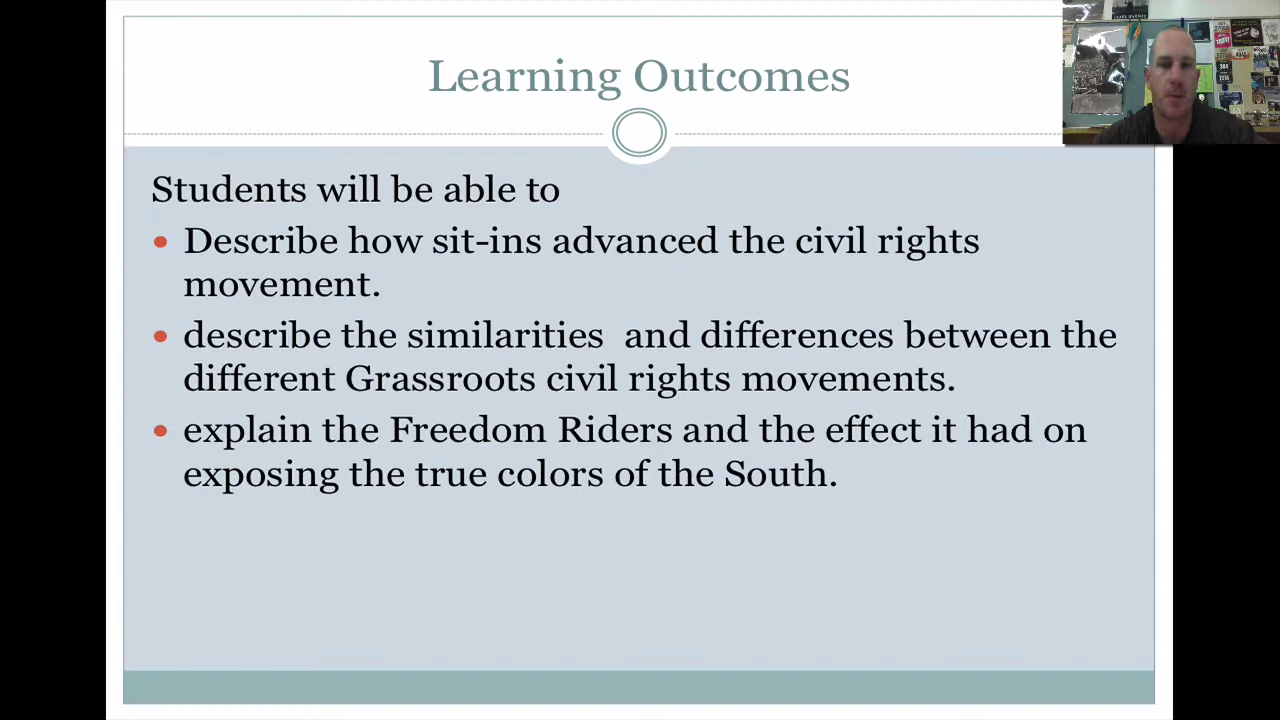 Learning Outcomes
Students will be able to
• Describe how sit-ins advanced the civil rights
movement.
• describe the similarities  and differences between the
different Grassroots civil rights movements.
• explain the Freedom Riders and the effect it had on
exposing the true colors of the South.